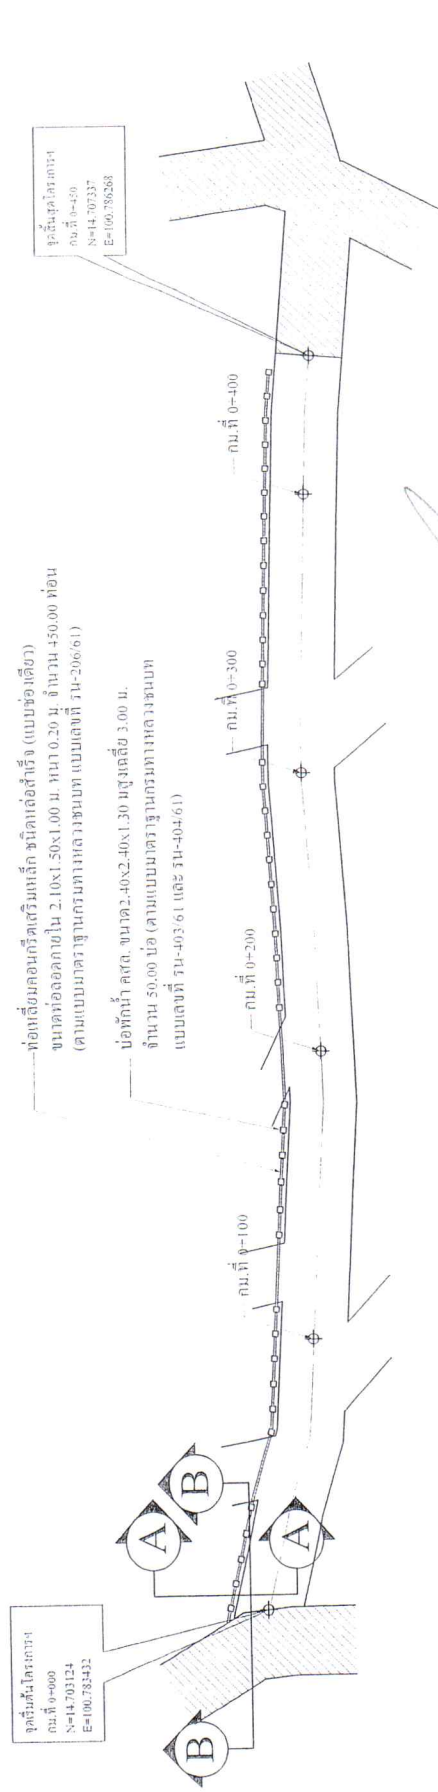 จุดเริ่มต้นโครงการฯ
กม.ที่ 0+000
N=14.703124
E=100.783432
ท่อเหลี่ยมคอนกรีตเสริมเหล็ก ชนิดหล่อสำเร็จ (แบบช่องเดียว)
ขนาดท่อลอดภายใน 2.10x1.50x1.00 ม. หนา 0.20 ม. จำนวน 450.00 ท่อน
(ตามแบบมาตราฐานกรมทางหลวงชนบท แบบเลขที่ รน-206/61)
บ่อพักน้ำ คสล. ขนาด2.40x2.40x1.30 มสูงเฉลี่ย 3.00 ม.
จำนวน 50.00 บ่อ (ตามแบบมาตราฐานกรมทางหลวงชนบท
แบบเลขที่ รน-403/61 และ รน-404/61)
จุดสิ้นสุดโครงการฯ
กม.ที่ 0+450
N=14.707337
E=100.786268
กม.ที่ 0+100
กม.ที่ 0+200
กม.ที่ 0+300
กม.ที่ 0+400
B
A
B
A